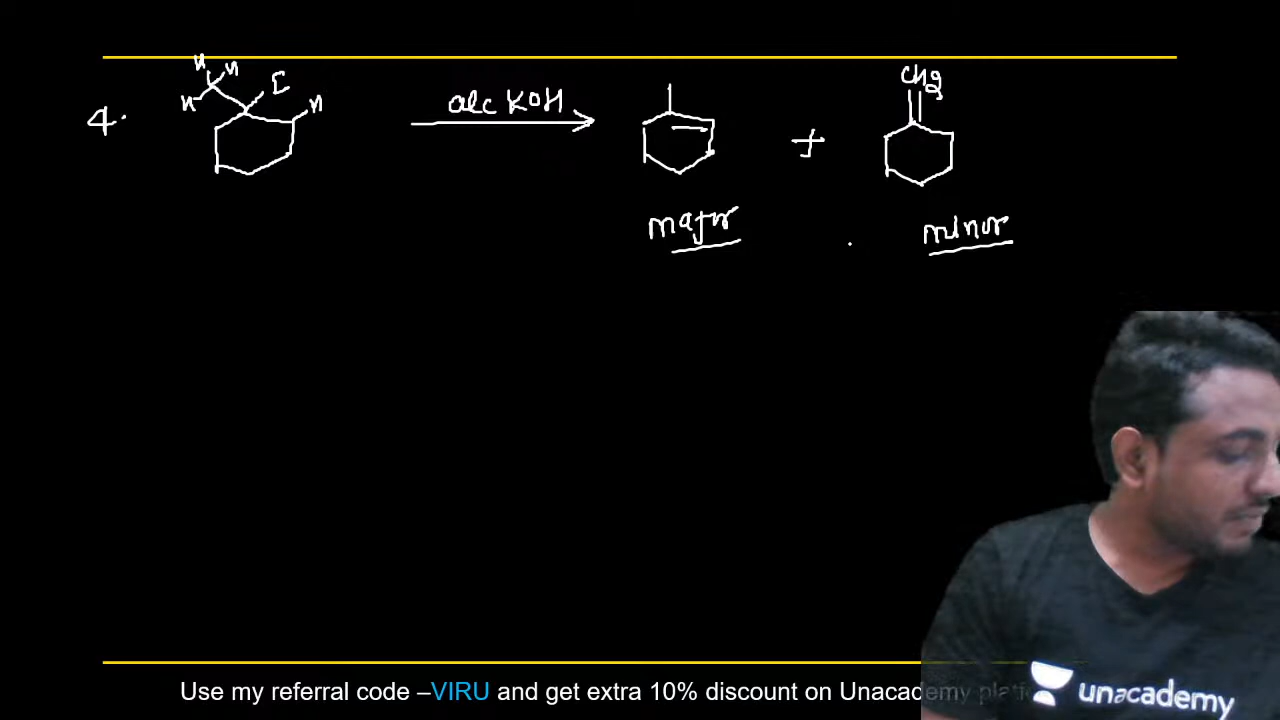 4.
H H I
H H
alc KOH
+
CH2
major
minor
Use my referral code –VIRU and get extra 10% discount on Unacademy
unacademy